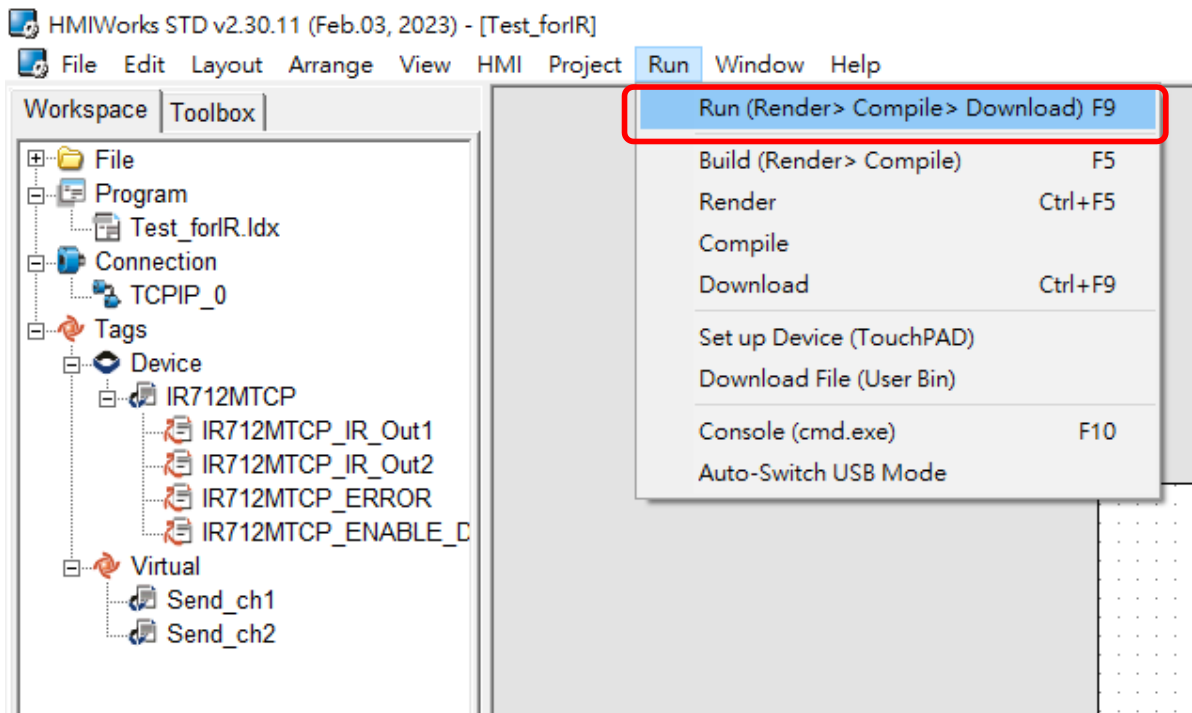 HMIWorks STD v2.30.11 (Feb.03, 2023) - [Test_forIR]
File Edit Layout Arrange View HMI Project Run Window Help
Workspace Toolbox
File
Program
Test_forIR.ldx
Connection
TCPIP_0
Tags
Device
IR712MTCP
IR712MTCP_IR_Out1
IR712MTCP_IR_Out2
IR712MTCP_ERROR
IR712MTCP_ENABLE_D
Virtual
Send_ch1
Send_ch2
Run (Render> Compile> Download) F9
Build (Render> Compile) F5
Render Ctrl+F5
Compile
Download Ctrl+F9
Set up Device (TouchPAD)
Download File (User Bin)
Console (cmd.exe) F10
Auto-Switch USB Mode